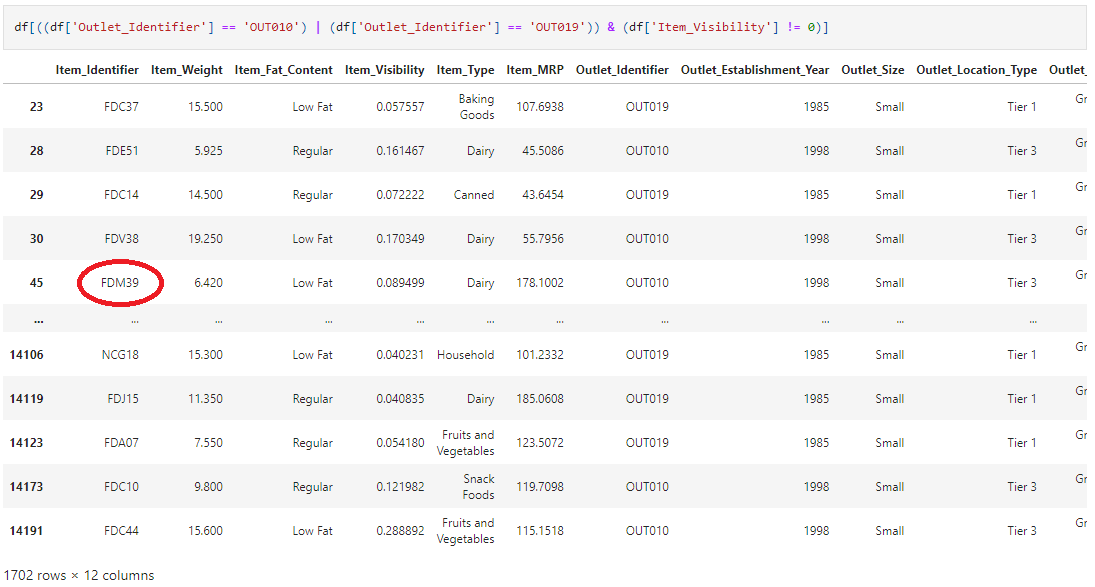 df[((df['Outlet_Identifier'] == 'OUT010') | (df['Outlet_Identifier'] == 'OUT019')) & (df['Item_Visibility'] != 0)]
Item_Identifier Item_Weight Item_Fat_Content Item_Visibility Item_Type Item_MRP Outlet_Identifier Outlet_Establishment_Year Outlet_Size Outlet_Location_Type Outlet_
23 FDC37 15.500 Low Fat 0.057557 Baking Goods 107.6938 OUT019 1985 Small Tier 1 Gr
28 FDE51 5.925 Regular 0.161467 Dairy 45.5086 OUT010 1998 Small Tier 3 Gr
29 FDC14 14.500 Regular 0.072222 Canned 43.6454 OUT019 1985 Small Tier 1 Gr
30 FDV38 19.250 Low Fat 0.170349 Dairy 55.7956 OUT010 1998 Small Tier 3 Gr
45 FDM39 6.420 Low Fat 0.089499 Dairy 178.1002 OUT010 1998 Small Tier 3 Gr
... ... ... ... ... ... ... ... ... ... ...
14106 NCG18 15.300 Low Fat 0.040231 Household 101.2332 OUT019 1985 Small Tier 1 Gr
14119 FDJ15 11.350 Regular 0.040835 Dairy 185.0608 OUT019 1985 Small Tier 1 Gr
14123 FDA07 7.550 Regular 0.054180 Fruits and Vegetables 123.5072 OUT019 1985 Small Tier 1 Gr
14173 FDC10 9.800 Regular 0.121982 Snack Foods 119.7098 OUT010 1998 Small Tier 3 Gr
14191 FDC44 15.600 Low Fat 0.288892 Fruits and Vegetables 115.1518 OUT010 1998 Small Tier 3 Gr
1702 rows × 12 columns